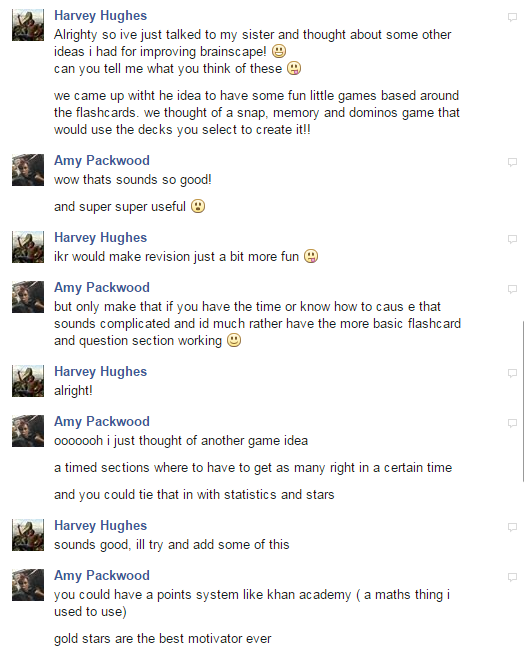 Harvey Hughes
Alrighty so ive just talked to my sister and thought about some other
ideas i had for improving brainscape!
can you tell me what you think of these
we came up witht he idea to have some fun little games based around
the flashcards. we thought of a snap, memory and dominos game that
would use the decks you select to create it!!
Amy Packwood
wow thats sounds so good!
and super super useful
Harvey Hughes
ikr would make revision just a bit more fun
Amy Packwood
but only make that if you have the time or know how to caus e that
sounds complicated and id much rather have the more basic flashcard
and question section working
Harvey Hughes
alright!
Amy Packwood
ooooooh i just thought of another game idea
a timed sections where to have to get as many right in a certain time
and you could tie that in with statistics and stars
Harvey Hughes
sounds good, ill try and add some of this
Amy Packwood
you could have a points system like khan academy ( a maths thing i
used to use)
gold stars are the best motivator ever